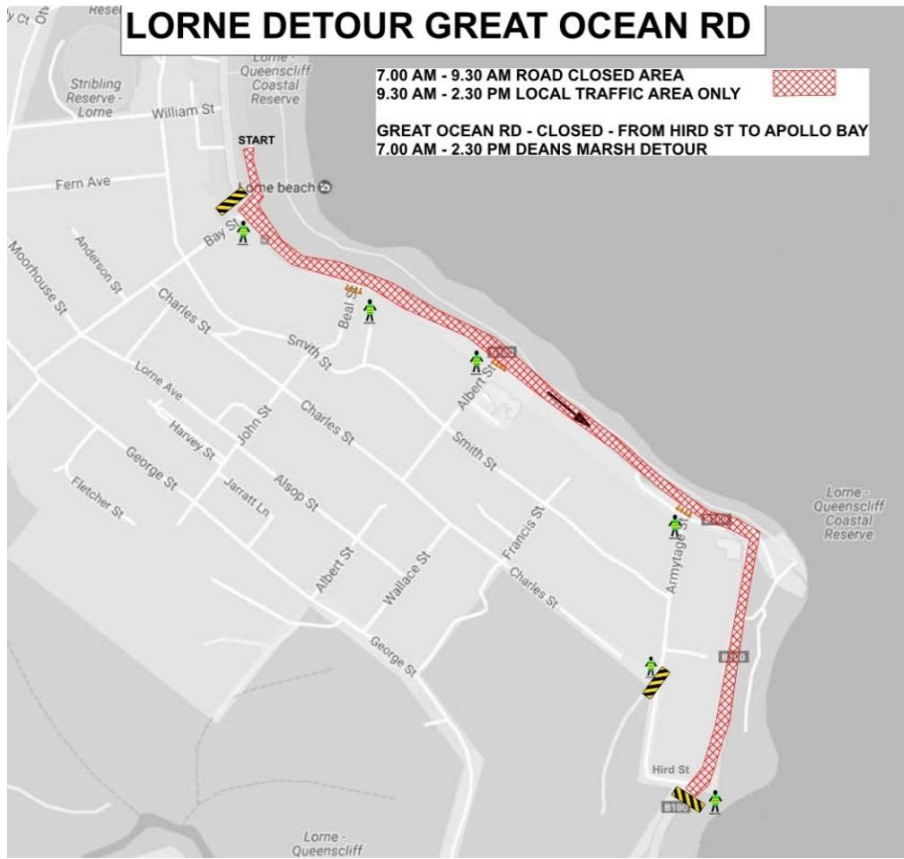 LORNE DETOUR GREAT OCEAN RD
7.00 AM - 9.30 AM ROAD CLOSED AREA
9.30 AM - 2.30 PM LOCAL TRAFFIC AREA ONLY
GREAT OCEAN RD - CLOSED - FROM HIRD ST TO APOLLO BAY
7.00 AM - 2.30 PM DEANS MARSH DETOUR
Lorne -
Queenscliff
Coastal
Reserve
Stribling
Reserve -
Lorne
William St
START
Fern Ave
Lorne beach
Bay St
Anderson St
Moorhouse St
Charles St
Beal St
Smith St
B100
Albert St
Lorne Ave
John St
Charles St
Harvey St
Smith St
George St
Alsop St
Jarratt Ln
Fletcher St
Francis St
B100
Lorne -
Queenscliff
Coastal
Reserve
Armytage St
Albert St
Wallace St
Charles St
George St
B100
Hird St
B100
Lorne -
Queenscliff